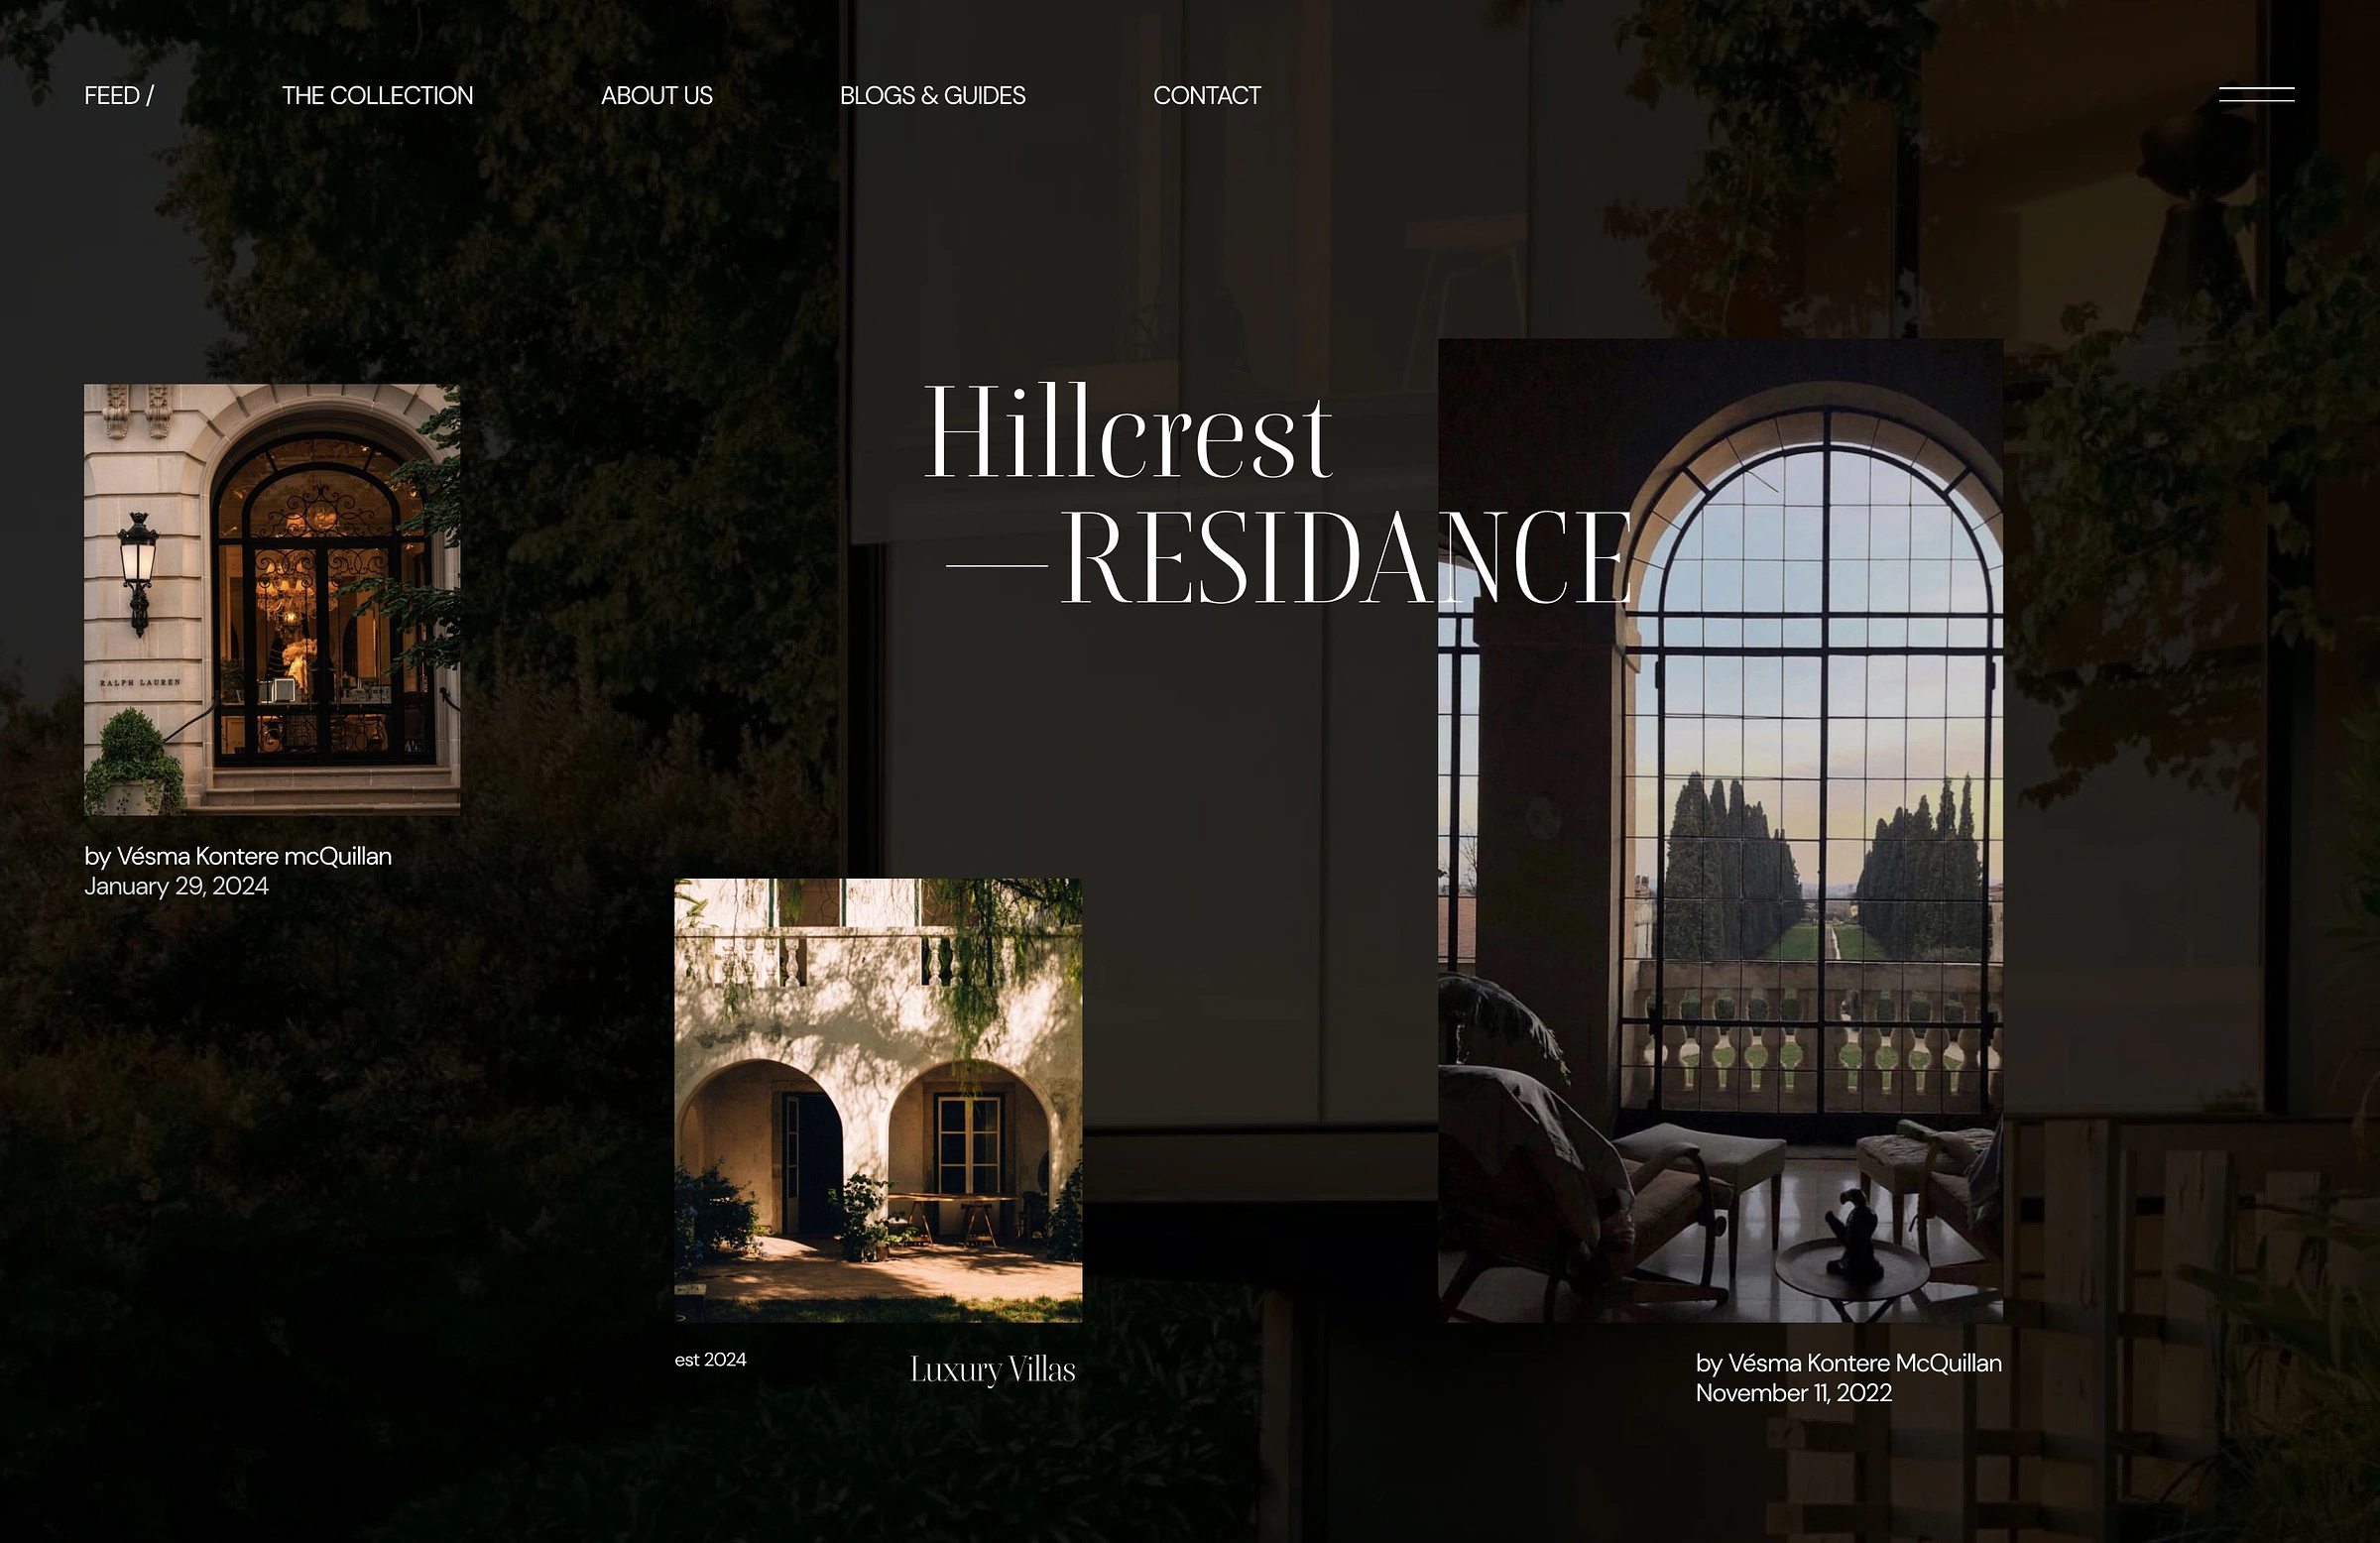 FEED /
THE COLLECTION
ABOUT US
BLOGS & GUIDES
CONTACT
Hillcrest
—RESIDANCE
RALPH LAUREN
by Vésma Kontere mcQuillan
January 29, 2024
est 2024
Luxury Villas
by Vésma Kontere McQuillan
November 11, 2022